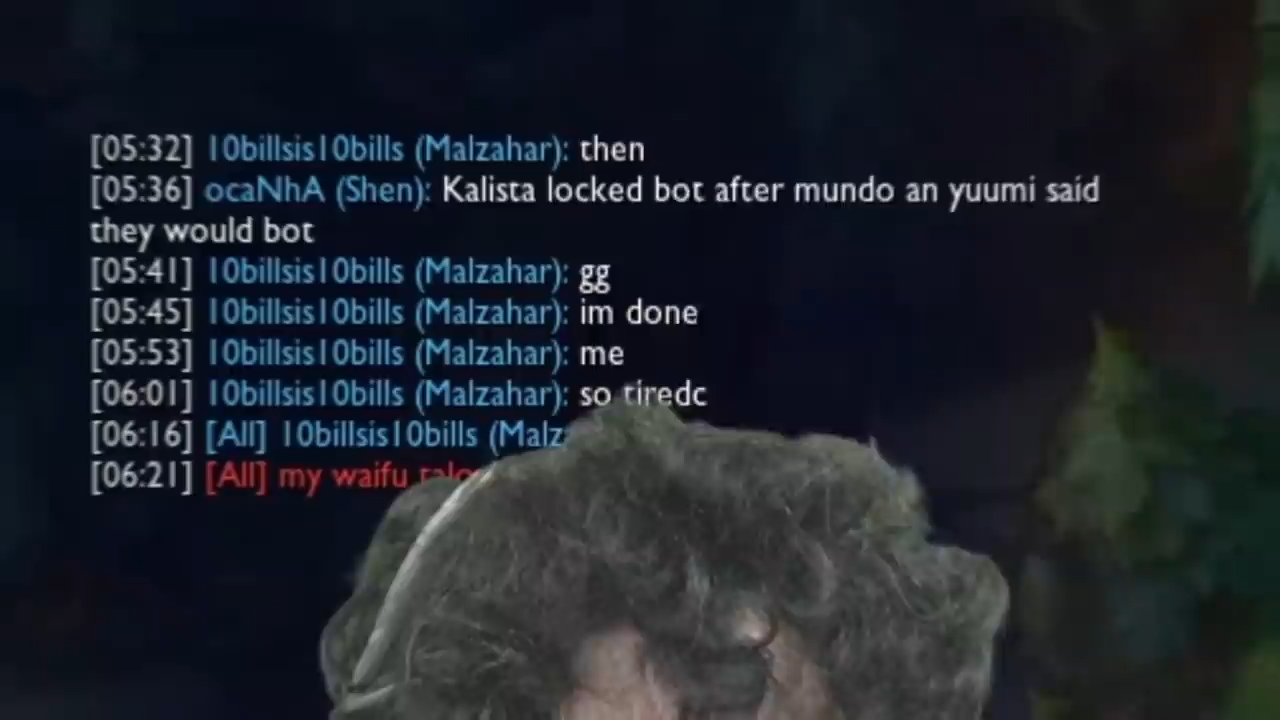 [05:32] 10billsis10bills (Malzahar): then
[05:36] ocaNhA (Shen): Kalista locked bot after mundo an yuumi said
they would bot
[05:41] 10billsis10bills (Malzahar): gg
[05:45] 10billsis10bills (Malzahar): im done
[05:53] 10billsis10bills (Malzahar): me
[06:01] 10billsis10bills (Malzahar): so tiredc
[06:16] [All] 10billsis10bills
[06:21] [All] my waifu